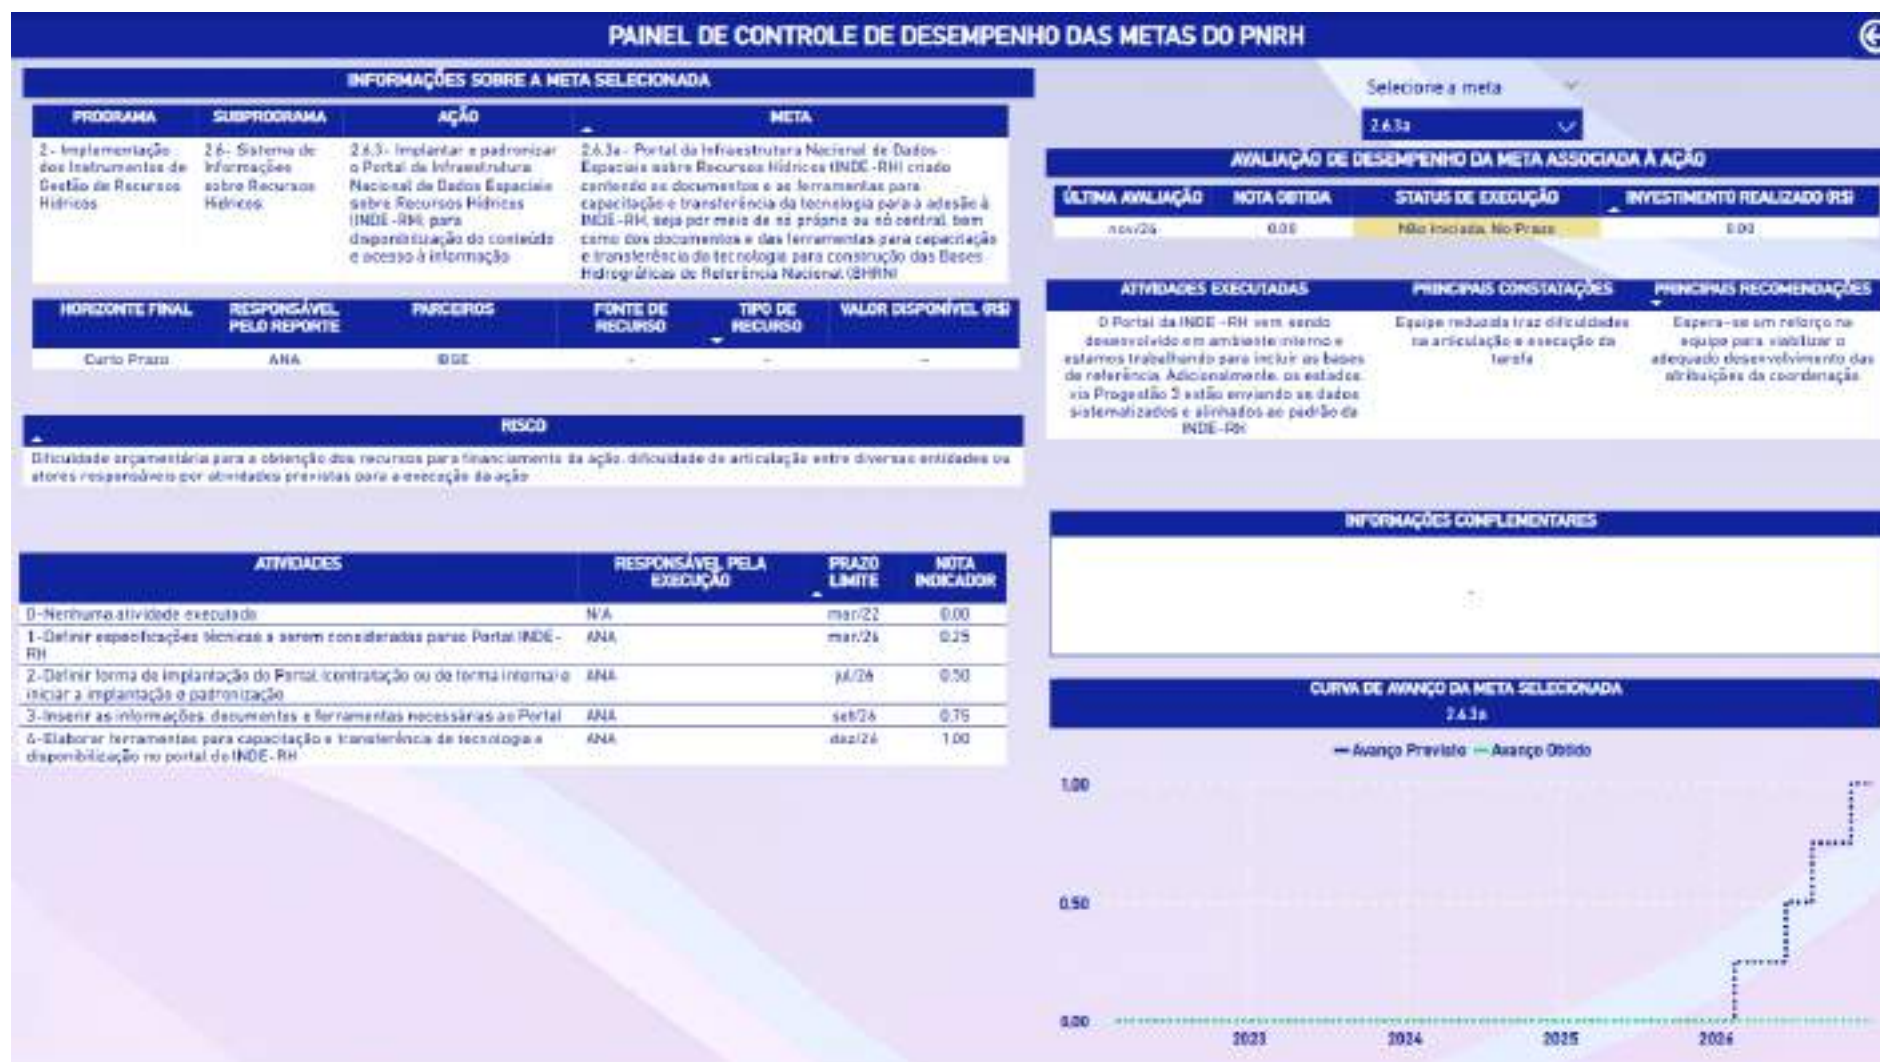 PAINEL DE CONTROLE DE DESEMPENHO DAS METAS DO PNRH
INFORMAÇÕES SOBRE A META SELECIONADA
PROGRAMA SUBPROGRAMA AÇÃO META
2- Implementação dos Instrumentos de Gestão de Recursos Hídricos
2.6- Sistema de Informações sobre Recursos Hídricos
2.6.3- Implantar e padronizar o Portal da Infraestrutura Nacional de Dados Espaciais sobre Recursos Hídricos (INDE-RH) para disponibilização do conteúdo e acesso à informação
2.6.3a- Portal da Infraestrutura Nacional de Dados
Espaciais sobre Recursos Hídricos (INDE-RH) criado
contendo os documentos e as ferramentas para
capacitação e transferência da tecnologia para a adesão à
INDE-RH, seja por meio de nó próprio ou nó central, bem
como dos documentos e das ferramentas para capacitação
e transferência da tecnologia para construção das Bases
Hidrográficas de Referência Nacional (BHRN)
HORIZONTE FINAL RESPONSÁVEL PELO REPORTE PARCEIROS FONTE DE RECURSO TIPO DE RECURSO VALOR DISPONÍVEL (R$)
Curto Prazo ANA IBGE - - -
RISCO
Dificuldade orçamentária para a obtenção dos recursos para financiamento da ação, dificuldade de articulação entre diversas entidades ou
atores responsáveis por atividades previstas para a execução da ação
ATIVIDADES RESPONSÁVEL PELA EXECUÇÃO PRAZO LIMITE NOTA INDICADOR
0-Nenhuma atividade executada N/A mar/22 0.00
1-Definir especificações técnicas a serem consideradas para o Portal INDE- ANA mar/26 0.25
RH
2-Definir forma de implantação do Portal (contratação ou de forma interna) e ANA jul/26 0.50
iniciar a implantação e padronização
3-Inserir as informações, documentos e ferramentas necessárias ao Portal ANA set/26 0.75
4-Elaborar ferramentas para capacitação e transferência de tecnologia e ANA dez/26 1.00
disponibilização no portal do INDE-RH
Selecione a meta
2.6.3a
AVALIAÇÃO DE DESEMPENHO DA META ASSOCIADA À AÇÃO
ÚLTIMA AVALIAÇÃO NOTA OBTIDA STATUS DE EXECUÇÃO INVESTIMENTO REALIZADO (R$)
nov/24 0.00 Não Iniciada, No Prazo 0.00
ATIVIDADES EXECUTADAS PRINCIPAIS CONSTATAÇÕES PRINCIPAIS RECOMENDAÇÕES
O Portal da INDE-RH vem sendo
desenvolvido em ambiente interno e
estamos trabalhando para incluir as bases
de referência. Adicionalmente, os estados,
via Progestão 3 estão enviando os dados
sistematizados e alinhados ao padrão da
INDE-RH
Equipe reduzida traz dificuldades
na articulação e execução da
tarefa
Espera-se um reforço na
equipe para viabilizar o
adequado desenvolvimento das
atribuições da coordenação
INFORMAÇÕES COMPLEMENTARES
-
CURVA DE AVANÇO DA META SELECIONADA
2.6.3a
Avanço Previsto Avanço Obtido
1.00
0.50
0.00
2023 2024 2025 2026